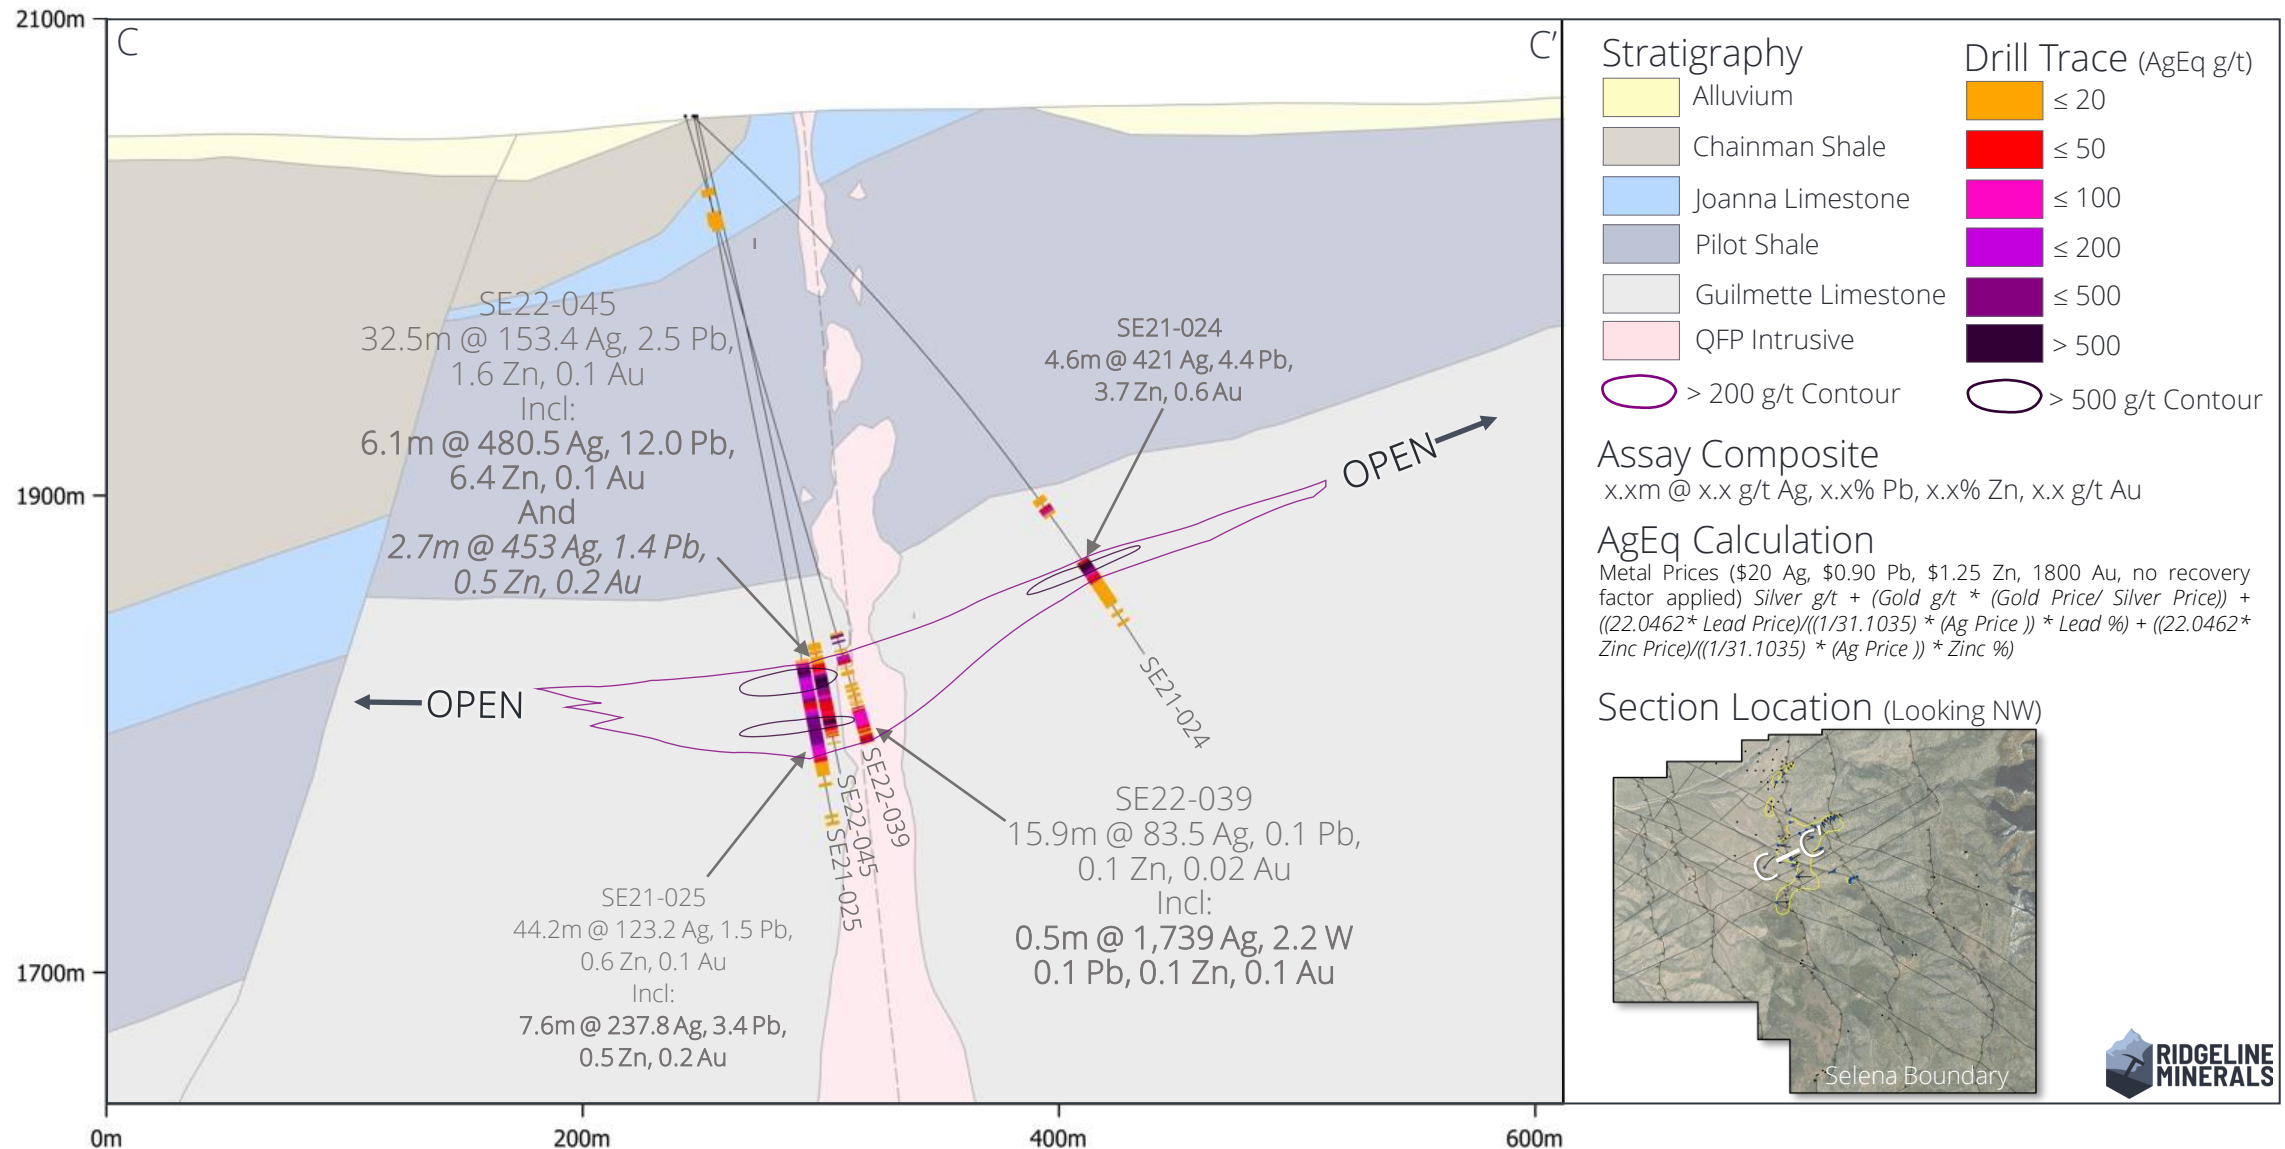 2100m
1900m
1700m
0m
200m
400m
600m
C
C'
SE22-045
32.5m @ 153.4 Ag, 2.5 Pb,
1.6 Zn, 0.1 Au
Incl:
6.1m @ 480.5 Ag, 12.0 Pb,
6.4 Zn, 0.1 Au
And
2.7m @ 453 Ag, 1.4 Pb,
0.5 Zn, 0.2 Au
SE21-024
4.6m @ 421 Ag, 4.4 Pb,
3.7 Zn, 0.6 Au
OPEN
OPEN
SE21-024
SE22-039
SE22-045
SE21-025
SE21-025
44.2m @ 123.2 Ag, 1.5 Pb,
0.6 Zn, 0.1 Au
Incl:
7.6m @ 237.8 Ag, 3.4 Pb,
0.5 Zn, 0.2 Au
SE22-039
15.9m @ 83.5 Ag, 0.1 Pb,
0.1 Zn, 0.02 Au
Incl:
0.5m @ 1,739 Ag, 2.2 W
0.1 Pb, 0.1 Zn, 0.1 Au
Stratigraphy
Alluvium
Chainman Shale
Joanna Limestone
Pilot Shale
Guilmette Limestone
QFP Intrusive
> 200 g/t Contour
Drill Trace (AgEq g/t)
≤ 20
≤ 50
≤ 100
≤ 200
≤ 500
> 500
> 500 g/t Contour
Assay Composite
x.xm @ x.x g/t Ag, x.x% Pb, x.x% Zn, x.x g/t Au
AgEq Calculation
Metal Prices ($20 Ag, $0.90 Pb, $1.25 Zn, 1800 Au, no recovery
factor applied) Silver g/t + (Gold g/t * (Gold Price/ Silver Price)) +
((22.0462* Lead Price)/((1/31.1035) * (Ag Price )) * Lead %) + ((22.0462*
Zinc Price)/((1/31.1035) * (Ag Price )) * Zinc %)
Section Location (Looking NW)
C
C'
Selena Boundary
RIDGELINE
MINERALS